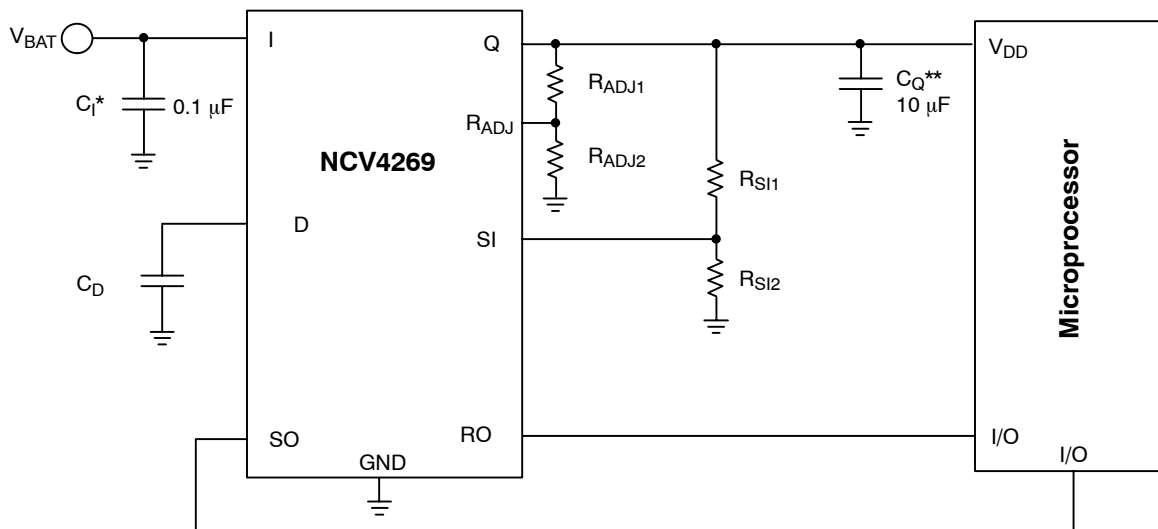 V_BAT
I
Q
V_DD
C_I*
0.1 μF
R_ADJ1
C_Q**
10 μF
R_ADJ
R_ADJ2
NCV4269
R_SI1
D
SI
C_D
R_SI2
Microprocessor
SO
RO
I/O
GND
I/O